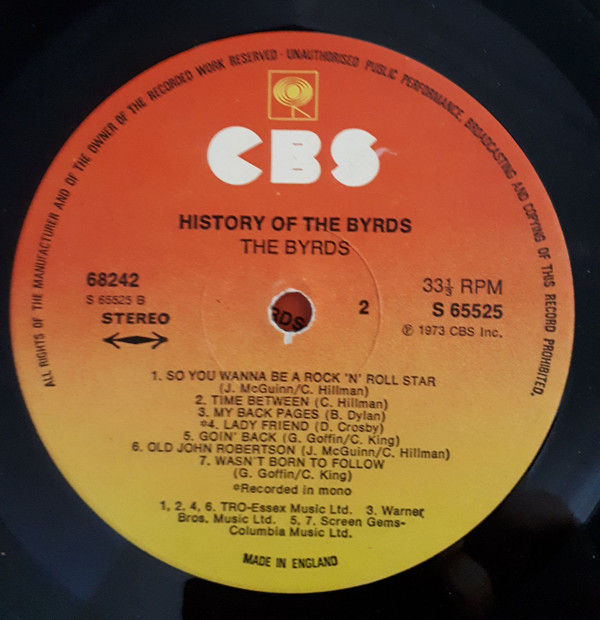 ALL RIGHTS OF THE MANUFACTURER AND OF THE OWNER OF THE RECORDED WORK RESERVED · UNAUTHORISED PUBLIC PERFORMANCE BROADCASTING AND COPYING OF THIS RECORD PROHIBITED.
CBS
HISTORY OF THE BYRDS
THE BYRDS
68242
S 65525 B
STEREO
2
33⅓ RPM
S 65525
℗ 1973 CBS Inc.
1. SO YOU WANNA BE A ROCK 'N' ROLL STAR
(J. McGuinn/C. Hillman)
2. TIME BETWEEN (C. Hillman)
3. MY BACK PAGES (B. Dylan)
*4. LADY FRIEND (D. Crosby)
5. GOIN' BACK (G. Goffin/C. King)
6. OLD JOHN ROBERTSON (J. McGuinn/C. Hillman)
7. WASN'T BORN TO FOLLOW
(G. Goffin/C. King)
*Recorded in mono
1, 2, 4, 6. TRO-Essex Music Ltd. 3. Warner
Bros. Music Ltd. 5, 7. Screen Gems-
Columbia Music Ltd.
MADE IN ENGLAND